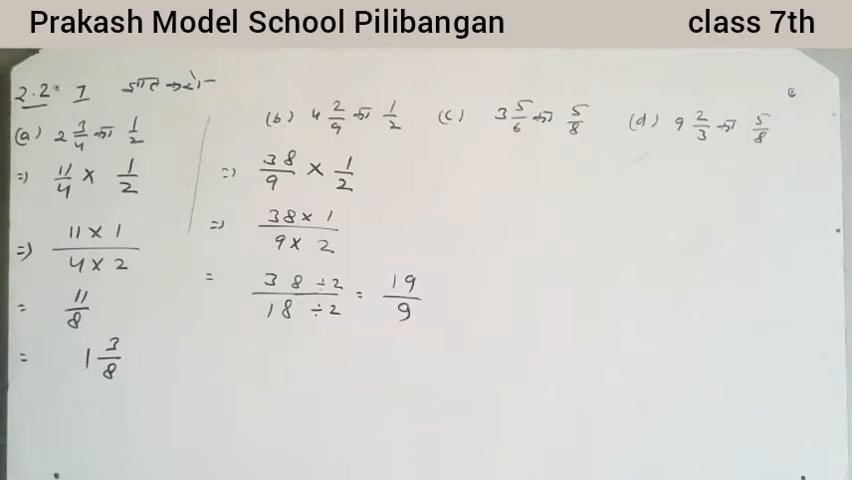 Prakash Model School Pilibangan class 7th
2.2 : 1 ज्ञात करो-
(a) 2 3/4 का 1/2
⇒ 11/4 × 1/2
⇒ 11 × 1 / 4 × 2
= 11/8
= 1 3/8
(b) 4 2/9 का 1/2
⇒ 38/9 × 1/2
⇒ 38 × 1 / 9 × 2
= 38 ÷2 / 18 ÷2 = 19/9
(c) 3 5/6 का 5/8
(d) 9 2/3 का 5/8